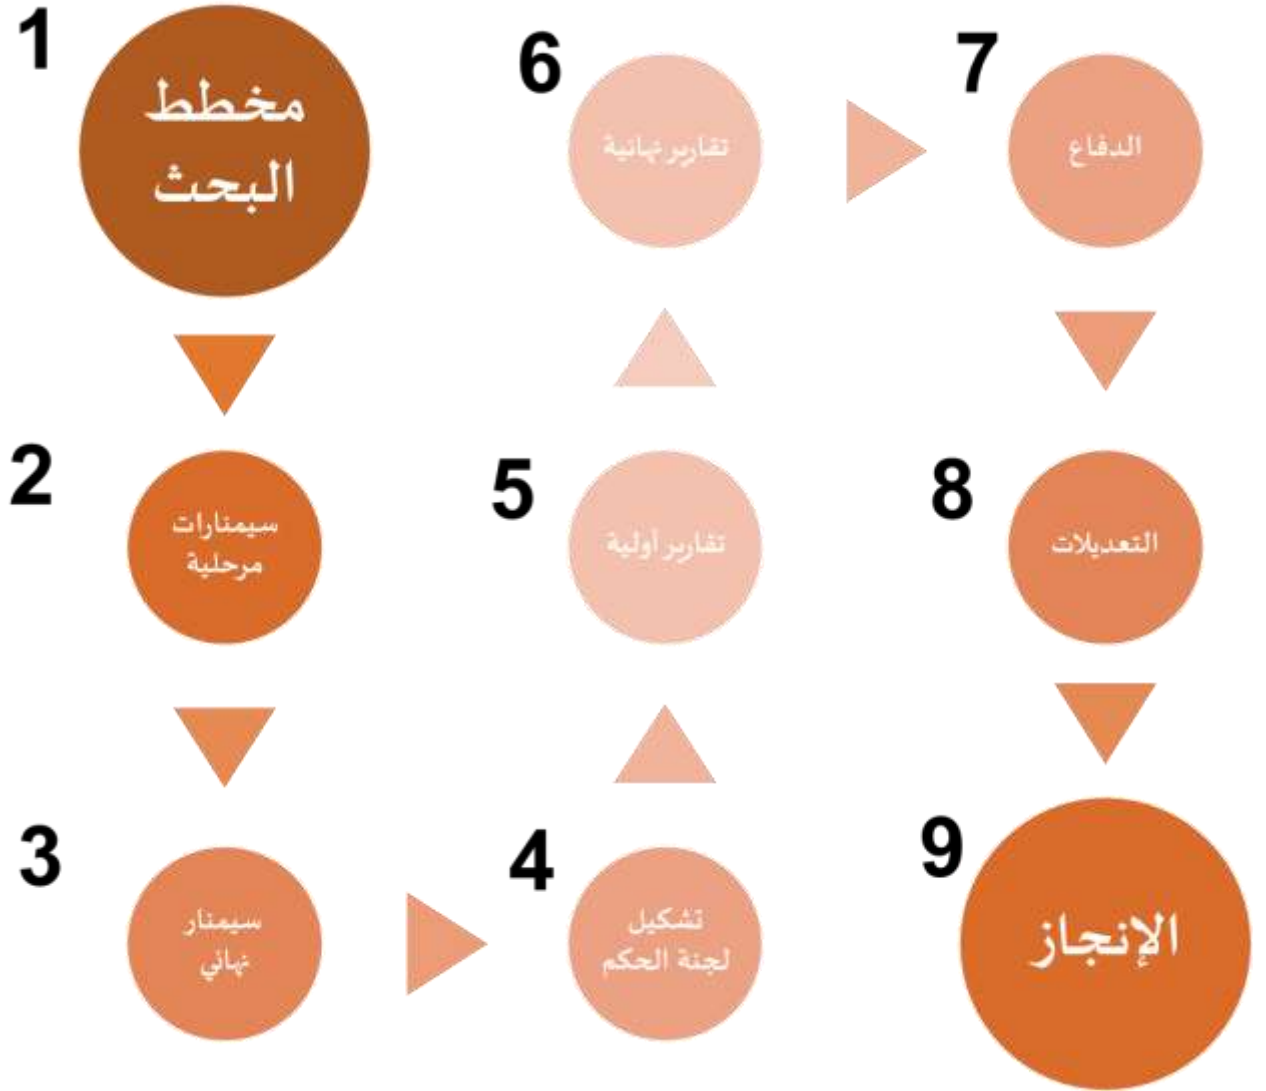 1
مخطط
البحث
2
سيمنارات
مرحلية
3
سيمنار
نهائي
4
تشكيل
لجنة الحكم
5
تقارير أولية
6
تقارير نهائية
7
الدفاع
8
التعديلات
9
الإنجاز